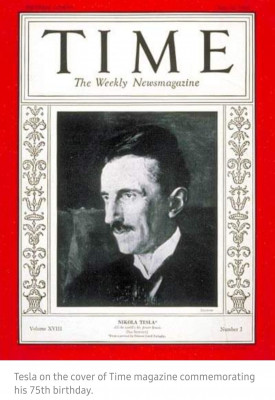 TIME
The Weekly Newsmagazine
NIKOLA TESLA*
Volume XVIII
Number 3
Tesla on the cover of Time magazine commemorating
his 75th birthday.